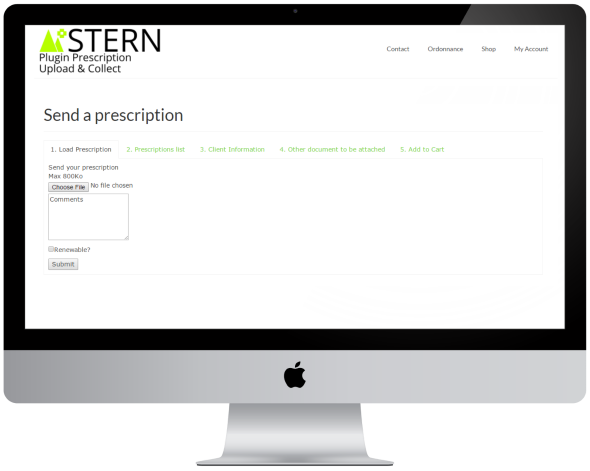 STERN
Plugin Prescription
Upload & Collect
Contact Ordonnance Shop My Account
Send a prescription
1. Load Prescription 2. Prescriptions list 3. Client Information 4. Other document to be attached 5. Add to Cart
Send your prescription
Max 800Ko
Choose File No file chosen
Comments
Renewable?
Submit